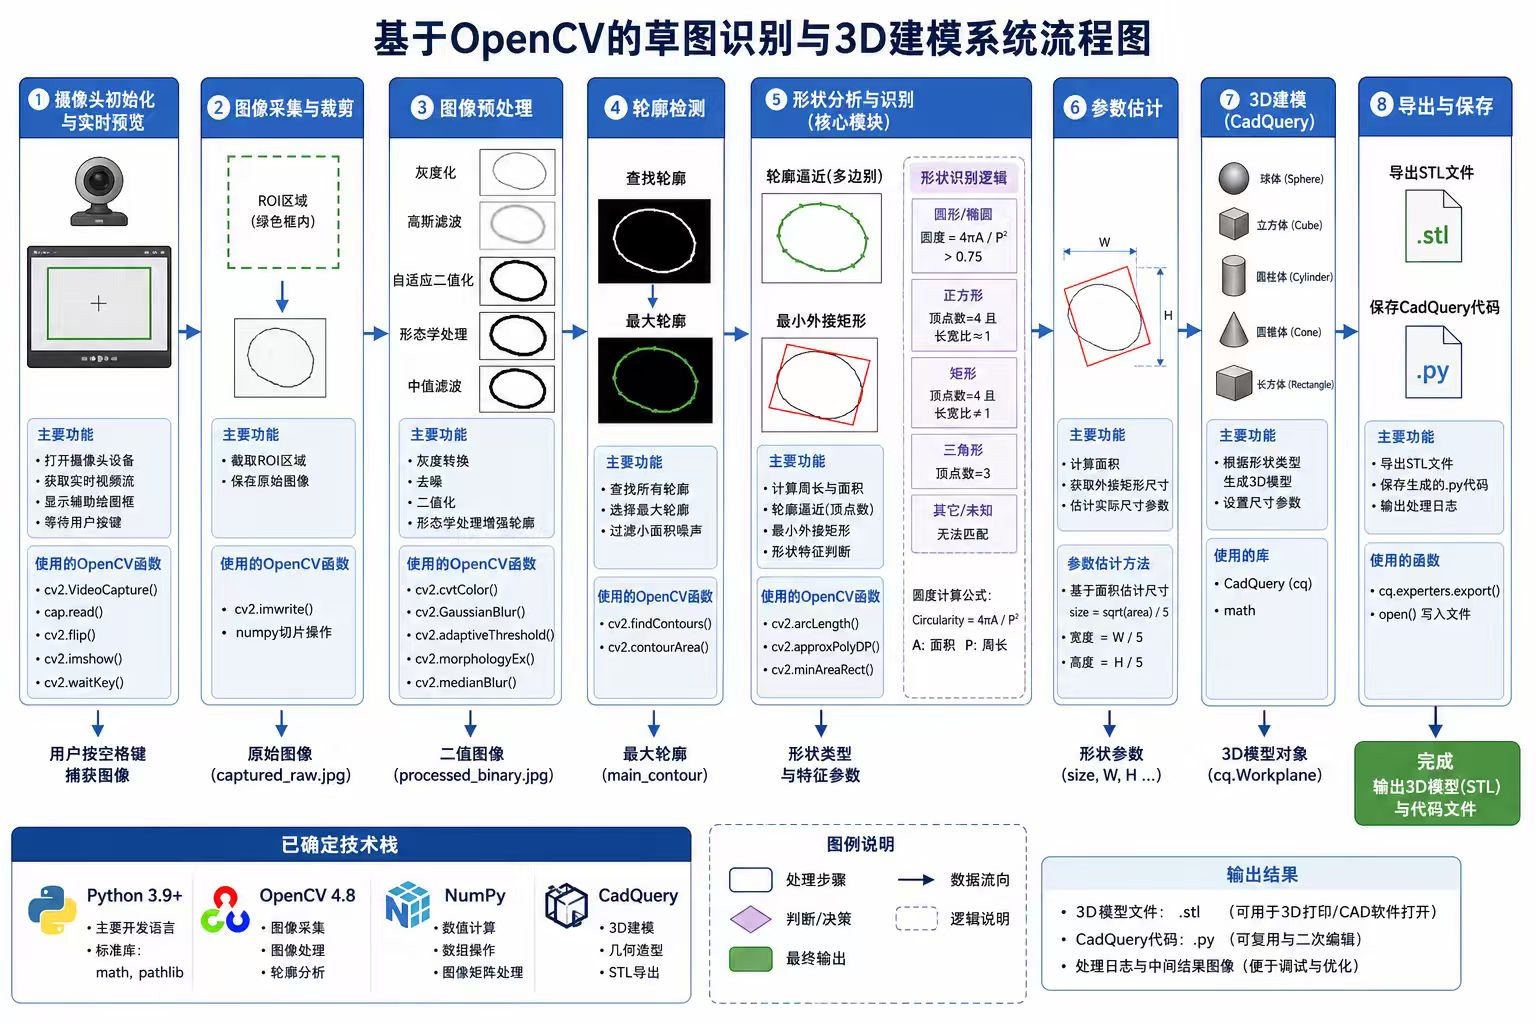 基于OpenCV的草图识别与3D建模系统流程图
1 摄像头初始化
与实时预览
主要功能
• 打开摄像头设备
• 获取实时视频流
• 显示辅助绘图框
• 等待用户按键
使用的OpenCV函数
• cv2.VideoCapture()
• cap.read()
• cv2.flip()
• cv2.imshow()
• cv2.waitKey()
用户按空格键
捕获图像
2 图像采集与裁剪
ROI区域
(绿色框内)
主要功能
• 截取ROI区域
• 保存原始图像
使用的OpenCV函数
• cv2.imwrite()
• numpy切片操作
原始图像
(captured_raw.jpg)
3 图像预处理
灰度化
高斯滤波
自适应二值化
形态学处理
中值滤波
主要功能
• 灰度转换
• 去噪
• 二值化
• 形态学处理增强轮廓
使用的OpenCV函数
• cv2.cvtColor()
• cv2.GaussianBlur()
• cv2.adaptiveThreshold()
• cv2.morphologyEx()
• cv2.medianBlur()
二值图像
(processed_binary.jpg)
4 轮廓检测
查找轮廓
最大轮廓
主要功能
• 查找所有轮廓
• 选择最大轮廓
• 过滤小面积噪声
使用的OpenCV函数
• cv2.findContours()
• cv2.contourArea()
最大轮廓
(main_contour)
5 形状分析与识别
(核心模块)
轮廓逼近(多边别)
最小外接矩形
主要功能
• 计算周长与面积
• 轮廓逼近(顶点数)
• 最小外接矩形
• 形状特征判断
使用的OpenCV函数
• cv2.arcLength()
• cv2.approxPolyDP()
• cv2.minAreaRect()
形状识别逻辑
圆形/椭圆
圆度 = 4πA / P²
> 0.75
正方形
顶点数=4 且
长宽比≈1
矩形
顶点数=4 且
长宽比≠1
三角形
顶点数=3
其它/未知
无法匹配
圆度计算公式：
Circularity = 4πA / P²
A: 面积 P: 周长
形状类型
与特征参数
6 参数估计
W
H
主要功能
• 计算面积
• 获取外接矩形尺寸
• 估计实际尺寸参数
参数估计方法
• 基于面积估计尺寸
size = sqrt(area) / 5
• 宽度 = W / 5
• 高度 = H / 5
形状参数
(size, W, H ...)
7 3D建模
(CadQuery)
球体 (Sphere)
立方体 (Cube)
圆柱体 (Cylinder)
圆锥体 (Cone)
长方体 (Rectangle)
主要功能
• 根据形状类型
生成3D模型
• 设置尺寸参数
使用的库
• CadQuery (cq)
• math
3D模型对象
(cq.Workplane)
8 导出与保存
导出STL文件
.stl
保存CadQuery代码
.py
主要功能
• 导出STL文件
• 保存生成的.py代码
• 输出处理日志
使用的函数
• cq.experters.export()
• open() 写入文件
完成
输出3D模型(STL)
与代码文件
已确定技术栈
Python 3.9+
• 主要开发语言
• 标准库：
math, pathlib
OpenCV 4.8
• 图像采集
• 图像处理
• 轮廓分析
NumPy
• 数值计算
• 数组操作
• 图像矩阵处理
CadQuery
• 3D建模
• 几何造型
• STL导出
图例说明
处理步骤
数据流向
判断/决策
逻辑说明
最终输出
输出结果
• 3D模型文件： .stl （可用于3D打印/CAD软件打开）
• CadQuery代码： .py （可复用与二次编辑）
• 处理日志与中间结果图像（便于调试与优化）